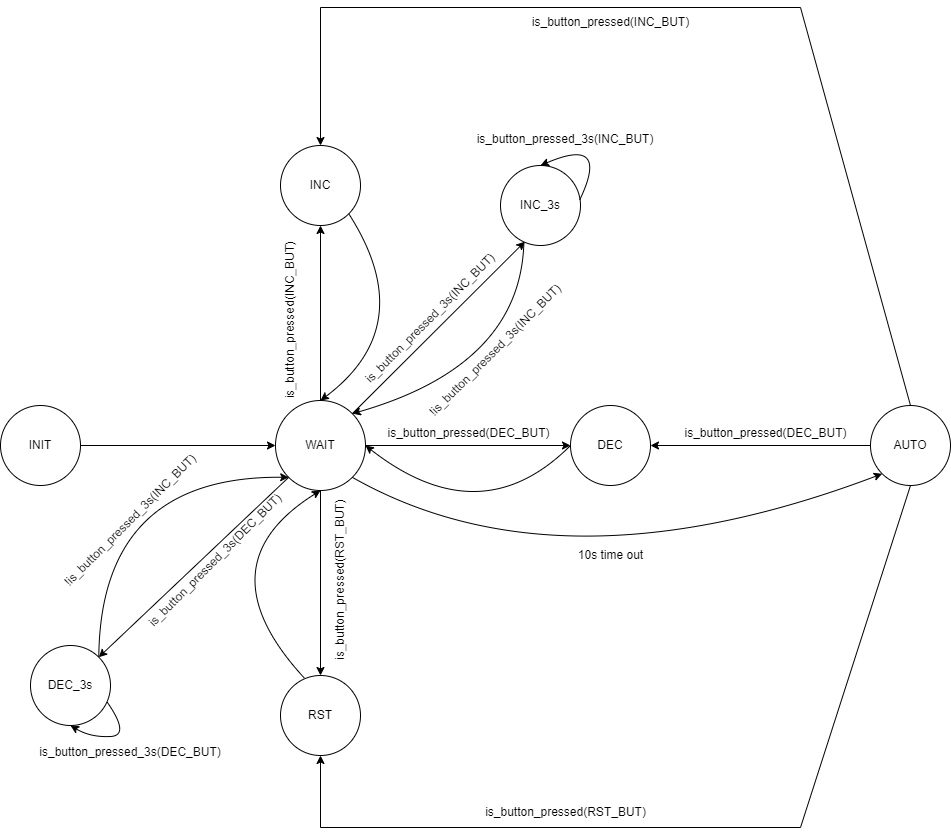 is_button_pressed(INC_BUT)
is_button_pressed_3s(INC_BUT)
INC
INC_3s
is_button_pressed(INC_BUT)
is_button_pressed_3s(INC_BUT)
!is_button_pressed_3s(INC_BUT)
INIT
WAIT
is_button_pressed(DEC_BUT)
DEC
is_button_pressed(DEC_BUT)
AUTO
!is_button_pressed_3s(INC_BUT)
is_button_pressed_3s(DEC_BUT)
is_button_pressed(RST_BUT)
10s time out
DEC_3s
RST
is_button_pressed_3s(DEC_BUT)
is_button_pressed(RST_BUT)